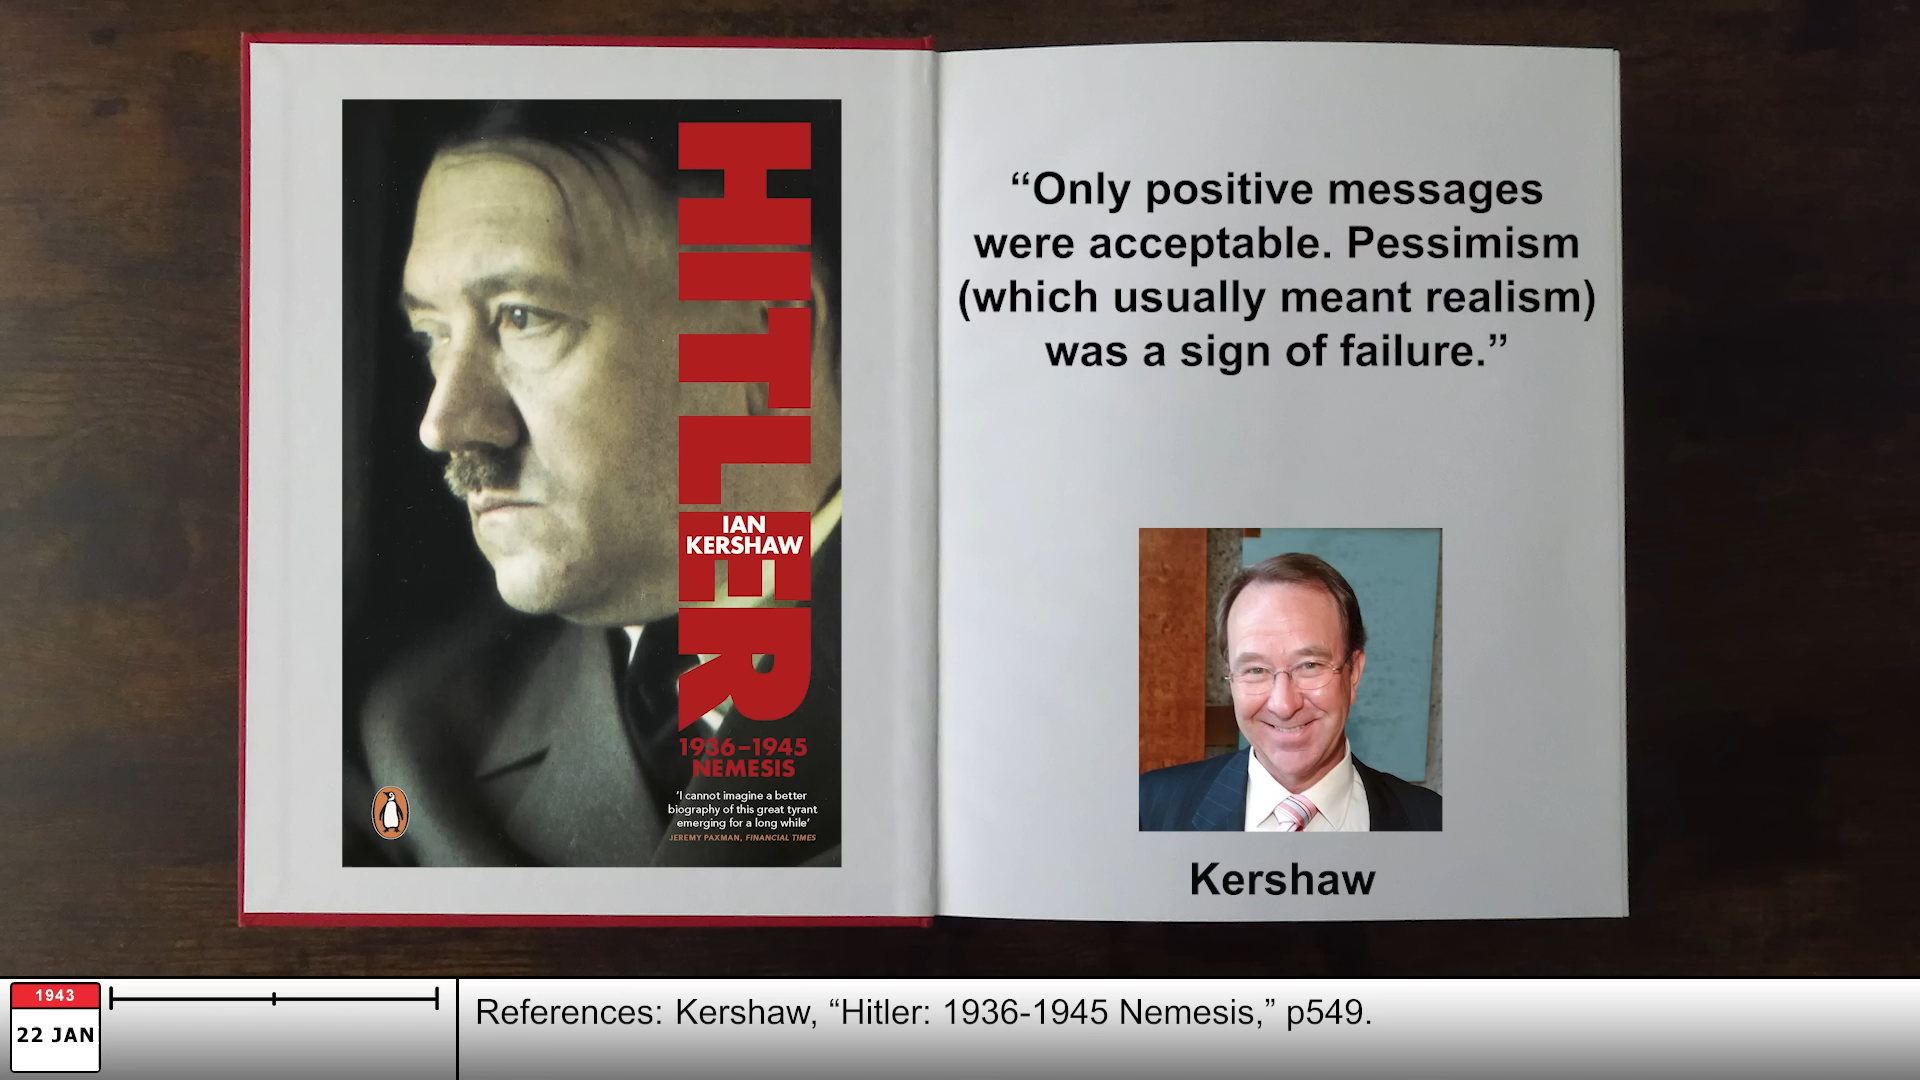 HITLER
IAN
KERSHAW
1936–1945
NEMESIS
'I cannot imagine a better
biography of this great tyrant
emerging for a long while'
JEREMY PAXMAN, FINANCIAL TIMES
“Only positive messages
were acceptable. Pessimism
(which usually meant realism)
was a sign of failure.”
Kershaw
1943
22 JAN
References: Kershaw, “Hitler: 1936-1945 Nemesis,” p549.